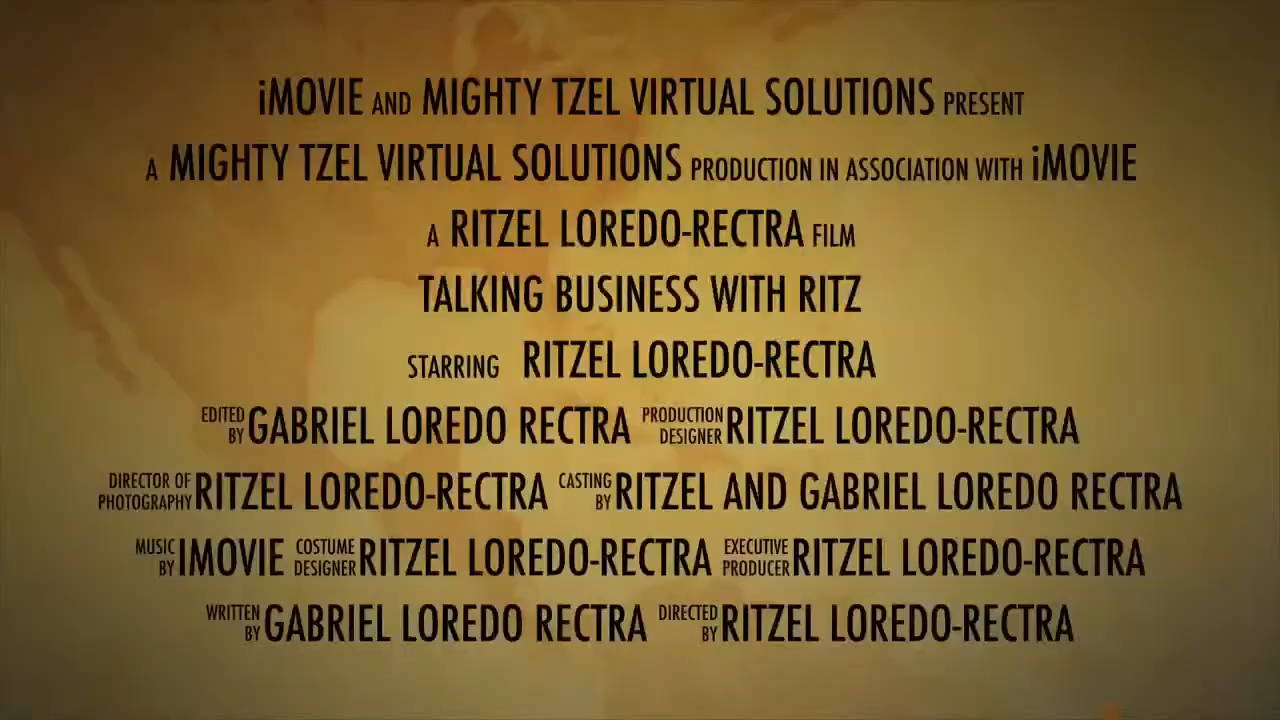 iMOVIE AND MIGHTY TZEL VIRTUAL SOLUTIONS PRESENT
A MIGHTY TZEL VIRTUAL SOLUTIONS PRODUCTION IN ASSOCIATION WITH iMOVIE
A RITZEL LOREDO-RECTRA FILM
TALKING BUSINESS WITH RITZ
STARRING RITZEL LOREDO-RECTRA
EDITED BY GABRIEL LOREDO RECTRA PRODUCTION DESIGNER RITZEL LOREDO-RECTRA
DIRECTOR OF PHOTOGRAPHY RITZEL LOREDO-RECTRA CASTING BY RITZEL AND GABRIEL LOREDO RECTRA
MUSIC BY IMOVIE COSTUME DESIGNER RITZEL LOREDO-RECTRA EXECUTIVE PRODUCER RITZEL LOREDO-RECTRA
WRITTEN BY GABRIEL LOREDO RECTRA DIRECTED BY RITZEL LOREDO-RECTRA